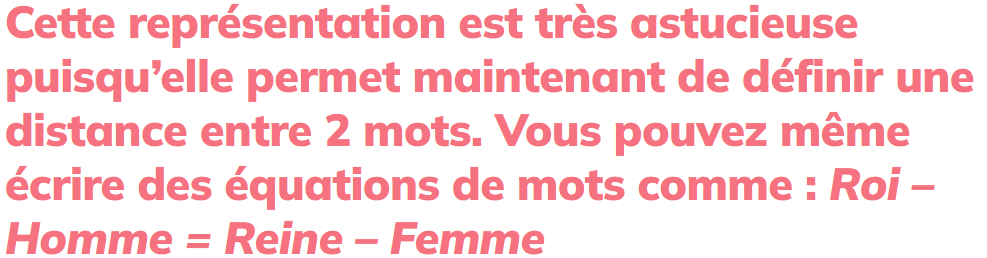 Cette représentation est très astucieuse
puisqu’elle permet maintenant de définir une
distance entre 2 mots. Vous pouvez même
écrire des équations de mots comme : Roi –
Homme = Reine – Femme